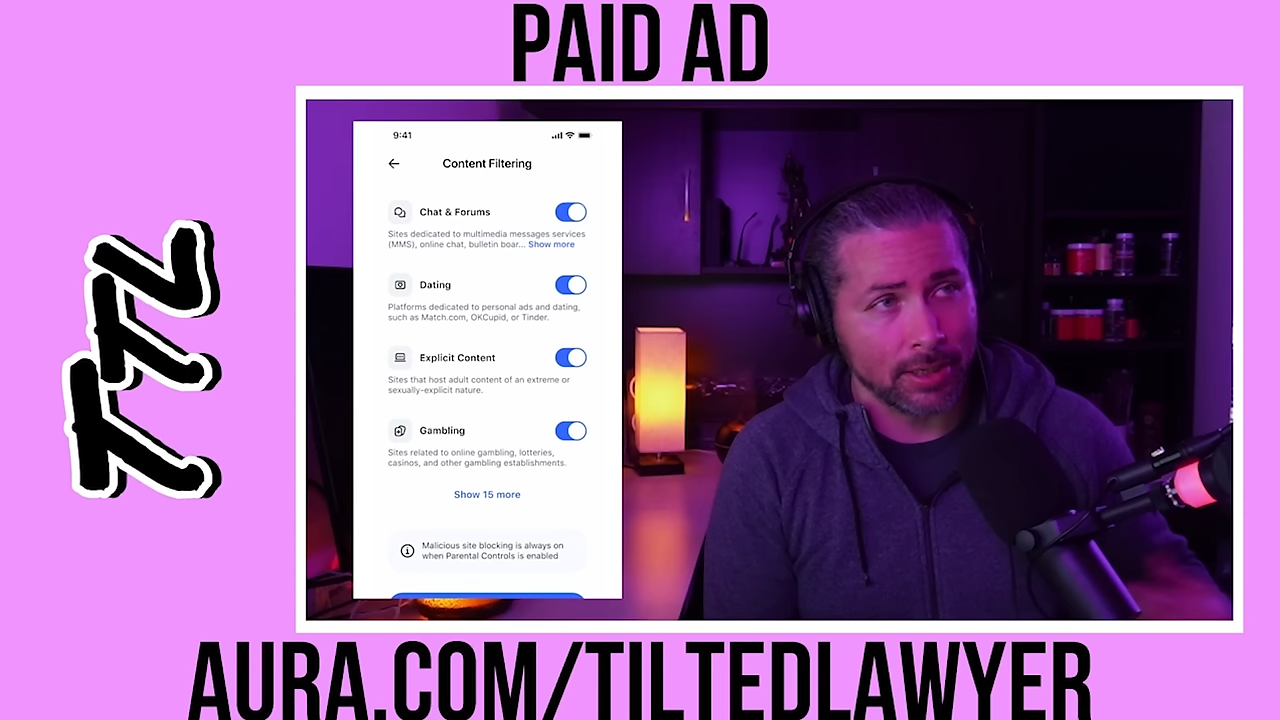 PAID AD
TTL
9:41
Content Filtering
Chat & Forums
Sites dedicated to multimedia messages services
(MMS), online chat, bulletin boar... Show more
Dating
Platforms dedicated to personal ads and dating,
such as Match.com, OKCupid, or Tinder.
Explicit Content
Sites that host adult content of an extreme or
sexually-explicit nature.
Gambling
Sites related to online gambling, lotteries,
casinos, and other gambling establishments.
Show 15 more
Malicious site blocking is always on
when Parental Controls is enabled
AURA.COM/TILTEDLAWYER